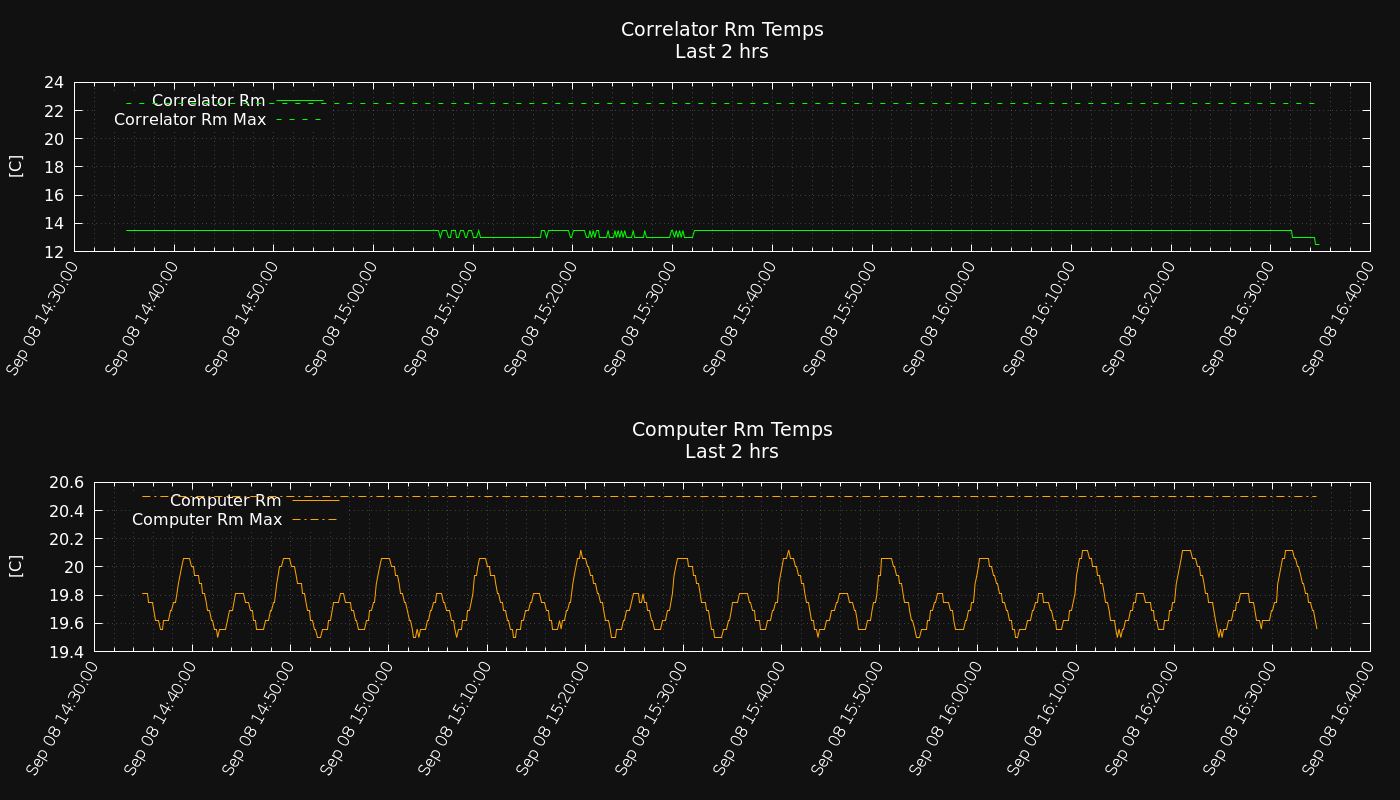 Correlator Rm Temps
Last 2 hrs
24
22
20
18
16
14
12
[C]
Correlator Rm
Correlator Rm Max
Sep 08 14:30:00
Sep 08 14:40:00
Sep 08 14:50:00
Sep 08 15:00:00
Sep 08 15:10:00
Sep 08 15:20:00
Sep 08 15:30:00
Sep 08 15:40:00
Sep 08 15:50:00
Sep 08 16:00:00
Sep 08 16:10:00
Sep 08 16:20:00
Sep 08 16:30:00
Sep 08 16:40:00
Computer Rm Temps
Last 2 hrs
20.6
20.4
20.2
20
19.8
19.6
19.4
[C]
Computer Rm
Computer Rm Max
Sep 08 14:30:00
Sep 08 14:40:00
Sep 08 14:50:00
Sep 08 15:00:00
Sep 08 15:10:00
Sep 08 15:20:00
Sep 08 15:30:00
Sep 08 15:40:00
Sep 08 15:50:00
Sep 08 16:00:00
Sep 08 16:10:00
Sep 08 16:20:00
Sep 08 16:30:00
Sep 08 16:40:00